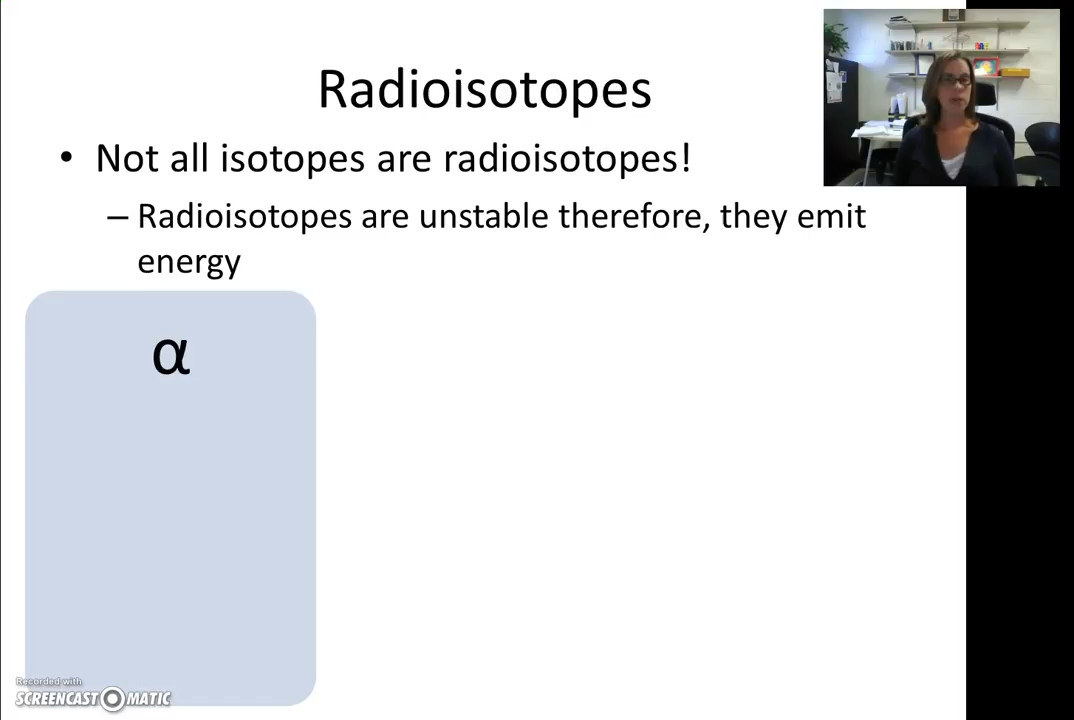 Radioisotopes
• Not all isotopes are radioisotopes!
– Radioisotopes are unstable therefore, they emit
energy
α
Recorded with
SCREENCAST MATIC